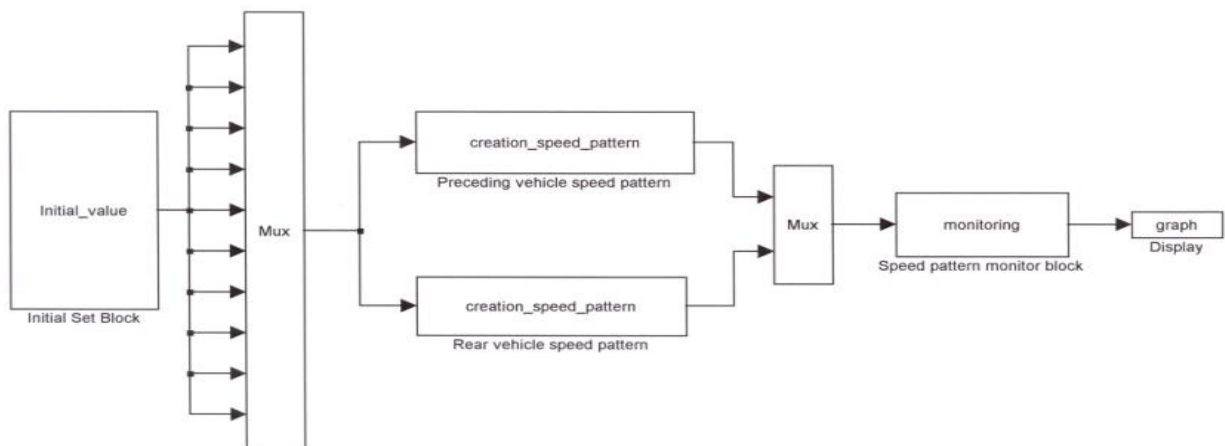 Initial_value
Initial Set Block
Mux
creation_speed_pattern
Preceding vehicle speed pattern
creation_speed_pattern
Rear vehicle speed pattern
Mux
monitoring
Speed pattern monitor block
graph
Display